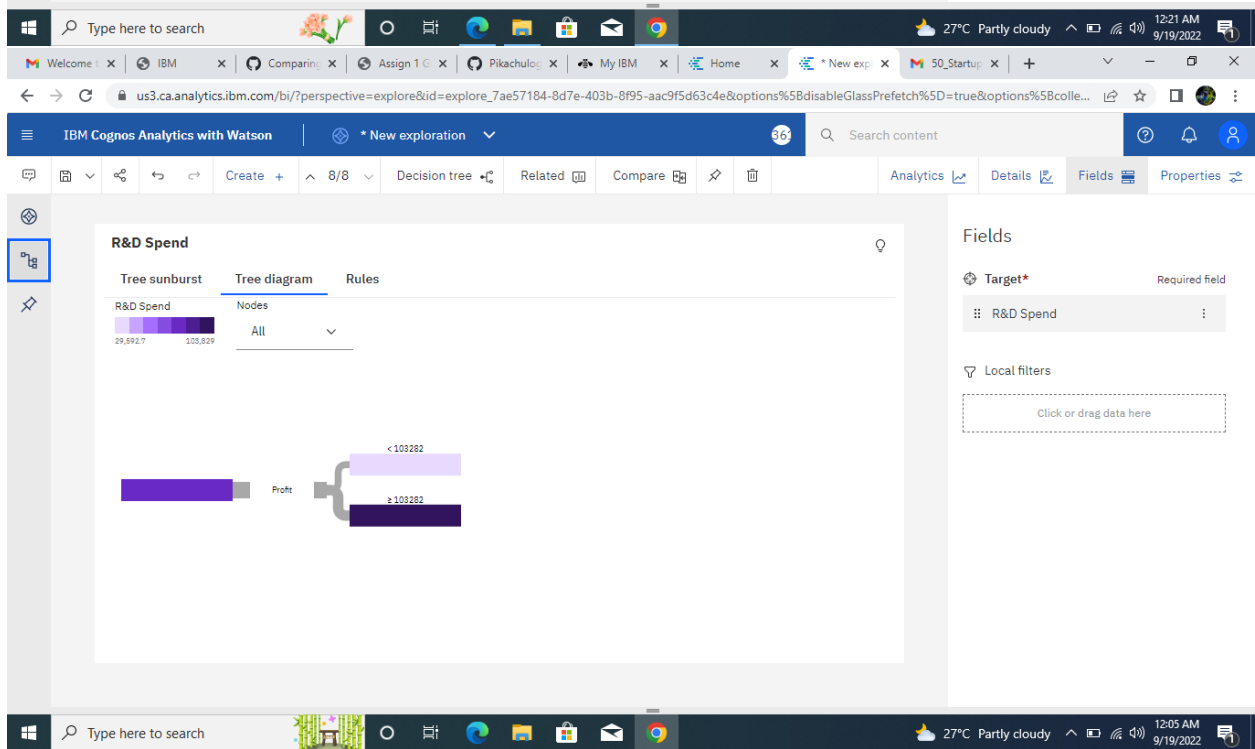 Type here to search
27°C Partly cloudy
12:21 AM
9/19/2022
1
Welcome t
IBM
Comparing
Assign 1 G
Pikachulog
My IBM
Home
* New expl
50_Startup
us3.ca.analytics.ibm.com/bi/?perspective=explore&id=explore_7ae57184-8d7e-403b-8f95-aac9f5d63c4e&options%5BdisableGlassPrefetch%5D=true&options%5Bcolle...
IBM Cognos Analytics with Watson
* New exploration
Search content
Create +
8/8
Decision tree
Related
Compare
Analytics
Details
Fields
Properties
R&D Spend
Tree sunburst
Tree diagram
Rules
R&D Spend
29,592.7
103,829
Nodes
All
Profit
< 103282
≥ 103282
Fields
Target*
Required field
R&D Spend
Local filters
Click or drag data here
Type here to search
27°C Partly cloudy
12:05 AM
9/19/2022
1